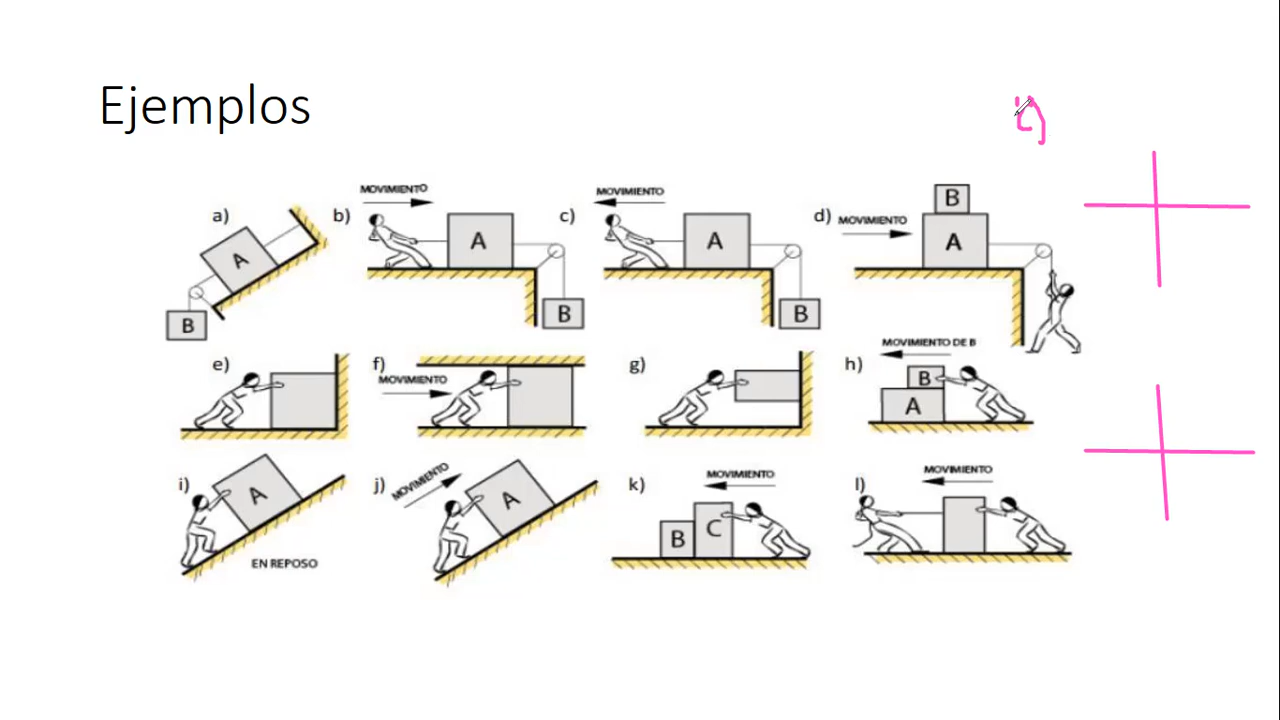 Ejemplos
a) A B
b) MOVIMIENTO A B
c) MOVIMIENTO A B
d) MOVIMIENTO B A
e)
f) MOVIMIENTO
g)
h) MOVIMIENTO DE B B A
i) A EN REPOSO
j) MOVIMIENTO A
k) MOVIMIENTO B C
l) MOVIMIENTO